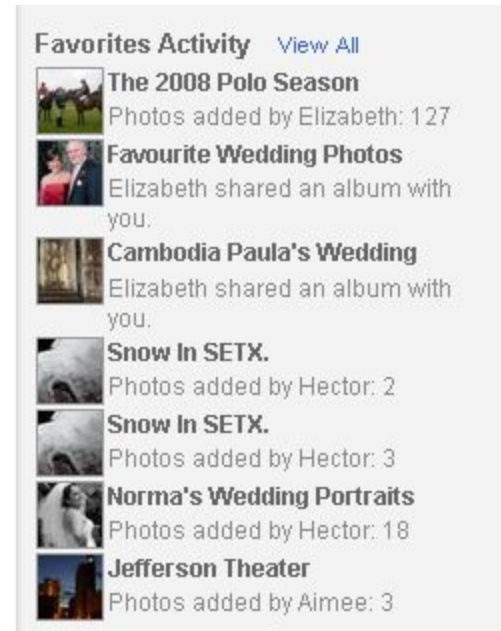 Favorites Activity View All
The 2008 Polo Season
Photos added by Elizabeth: 127
Favourite Wedding Photos
Elizabeth shared an album with
you.
Cambodia Paula's Wedding
Elizabeth shared an album with
you.
Snow In SETX.
Photos added by Hector: 2
Snow In SETX.
Photos added by Hector: 3
Norma's Wedding Portraits
Photos added by Hector: 18
Jefferson Theater
Photos added by Aimee: 3